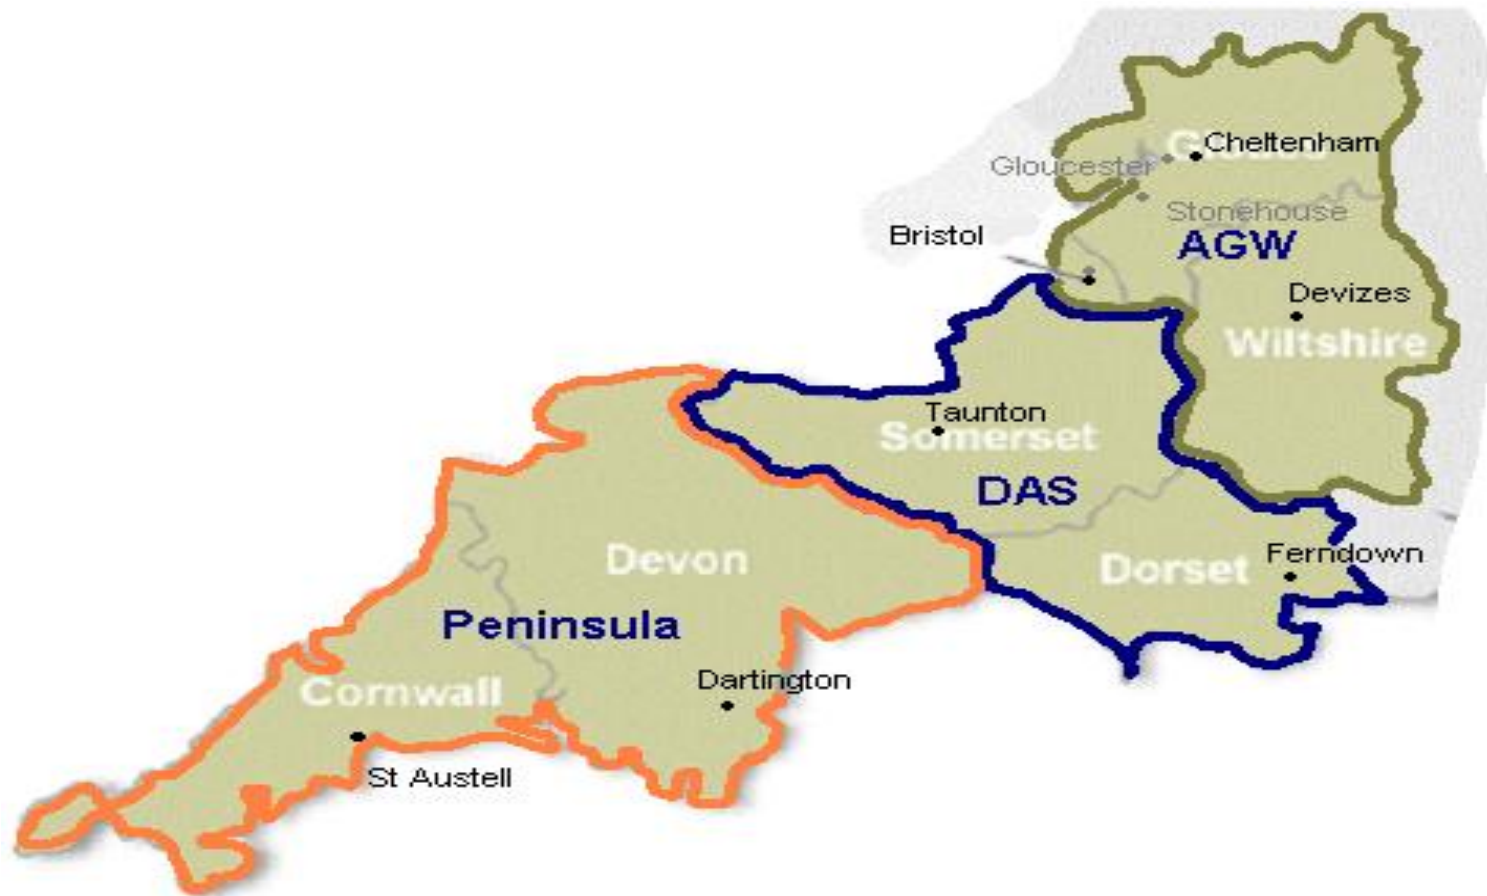 Cheltenham
Gloucester
Stonehouse
Bristol
AGW
Devizes
Wiltshire
Taunton
Somerset
DAS
Ferndown
Dorset
Devon
Peninsula
Dartington
Cornwall
St Austell